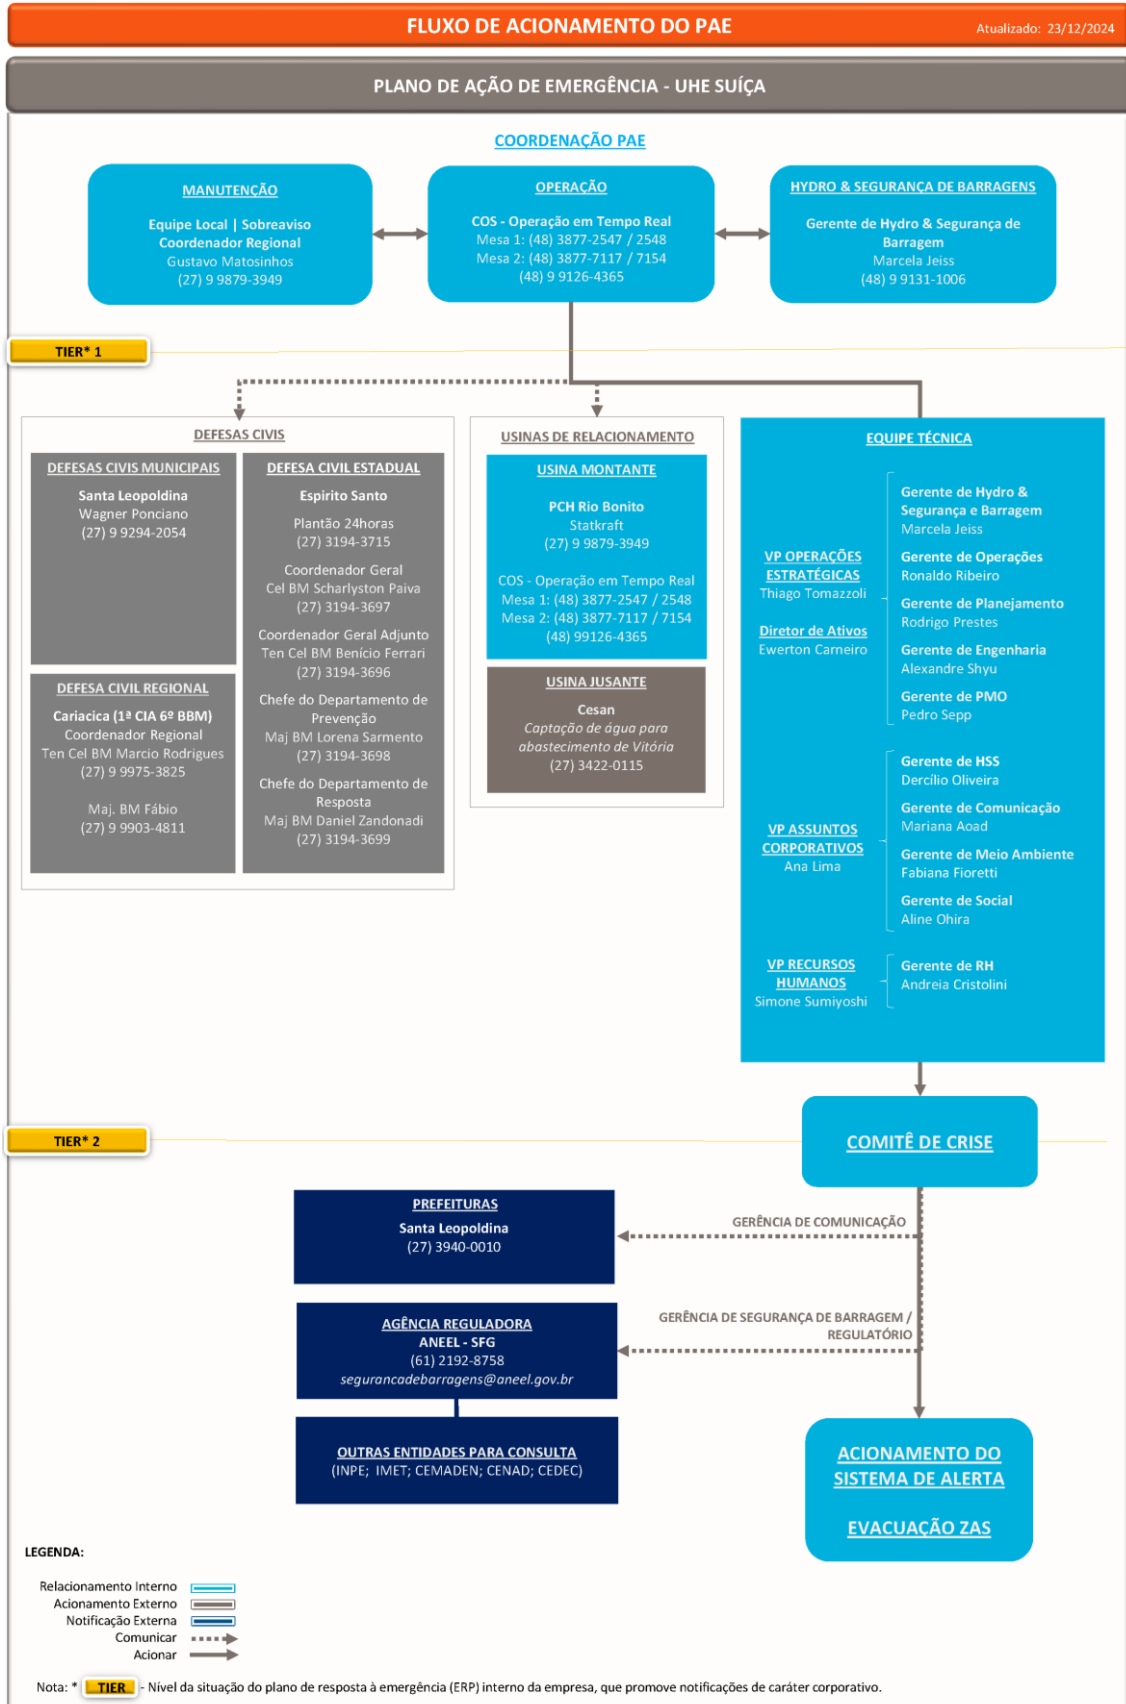 FLUXO DE ACIONAMENTO DO PAE
Atualizado: 23/12/2024
PLANO DE AÇÃO DE EMERGÊNCIA - UHE SUÍÇA
COORDENAÇÃO PAE
MANUTENÇÃO
Equipe Local | Sobreaviso
Coordenador Regional
Gustavo Matosinhos
(27) 9 9879-3949
OPERAÇÃO
COS - Operação em Tempo Real
Mesa 1: (48) 3877-2547 / 2548
Mesa 2: (48) 3877-7117 / 7154
(48) 9 9126-4365
HYDRO & SEGURANÇA DE BARRAGENS
Gerente de Hydro & Segurança de
Barragem
Marcela Jeiss
(48) 9 9131-1006
TIER* 1
DEFESAS CIVIS
DEFESAS CIVIS MUNICIPAIS
Santa Leopoldina
Wagner Ponciano
(27) 9 9294-2054
DEFESA CIVIL REGIONAL
Cariacica (1ª CIA 6º BBM)
Coordenador Regional
Ten Cel BM Marcio Rodrigues
(27) 9 9975-3825
Maj. BM Fábio
(27) 9 9903-4811
DEFESA CIVIL ESTADUAL
Espirito Santo
Plantão 24horas
(27) 3194-3715
Coordenador Geral
Cel BM Scharlyston Paiva
(27) 3194-3697
Coordenador Geral Adjunto
Ten Cel BM Benício Ferrari
(27) 3194-3696
Chefe do Departamento de
Prevenção
Maj BM Lorena Sarmento
(27) 3194-3698
Chefe do Departamento de
Resposta
Maj BM Daniel Zandonadi
(27) 3194-3699
USINAS DE RELACIONAMENTO
USINA MONTANTE
PCH Rio Bonito
Statkraft
(27) 9 9879-3949
COS - Operação em Tempo Real
Mesa 1: (48) 3877-2547 / 2548
Mesa 2: (48) 3877-7117 / 7154
(48) 99126-4365
USINA JUSANTE
Cesan
Captação de água para
abastecimento de Vitória
(27) 3422-0115
EQUIPE TÉCNICA
VP OPERAÇÕES
ESTRATÉGICAS
Thiago Tomazzoli
Diretor de Ativos
Ewerton Carneiro
Gerente de Hydro &
Segurança e Barragem
Marcela Jeiss
Gerente de Operações
Ronaldo Ribeiro
Gerente de Planejamento
Rodrigo Prestes
Gerente de Engenharia
Alexandre Shyu
Gerente de PMO
Pedro Sepp
VP ASSUNTOS
CORPORATIVOS
Ana Lima
Gerente de HSS
Dercílio Oliveira
Gerente de Comunicação
Mariana Aoad
Gerente de Meio Ambiente
Fabiana Fioretti
Gerente de Social
Aline Ohira
VP RECURSOS
HUMANOS
Simone Sumiyoshi
Gerente de RH
Andreia Cristolini
TIER* 2
COMITÊ DE CRISE
PREFEITURAS
Santa Leopoldina
(27) 3940-0010
GERÊNCIA DE COMUNICAÇÃO
AGÊNCIA REGULADORA
ANEEL - SFG
(61) 2192-8758
segurancadebarragens@aneel.gov.br
GERÊNCIA DE SEGURANÇA DE BARRAGEM /
REGULATÓRIO
OUTRAS ENTIDADES PARA CONSULTA
(INPE; IMET; CEMADEN; CENAD; CEDEC)
ACIONAMENTO DO
SISTEMA DE ALERTA
EVACUAÇÃO ZAS
LEGENDA:
Relacionamento Interno
Acionamento Externo
Notificação Externa
Comunicar
Acionar
Nota: * TIER - Nível da situação do plano de resposta à emergência (ERP) interno da empresa, que promove notificações de caráter corporativo.